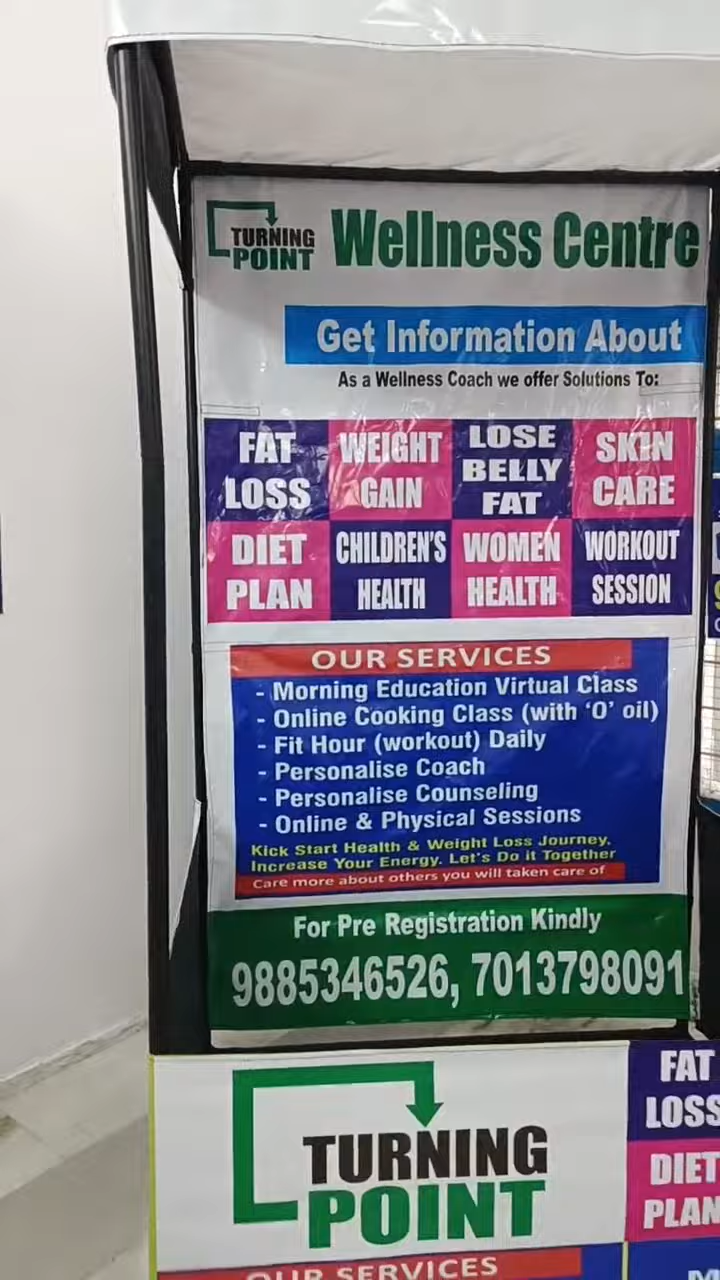 TURNING
POINT
Wellness Centre
Get Information About
As a Wellness Coach we offer Solutions To:
FAT
LOSS
WEIGHT
GAIN
LOSE
BELLY
FAT
SKIN
CARE
DIET
PLAN
CHILDREN'S
HEALTH
WOMEN
HEALTH
WORKOUT
SESSION
OUR SERVICES
- Morning Education Virtual Class
- Online Cooking Class (with 'O' oil)
- Fit Hour (workout) Daily
- Personalise Coach
- Personalise Counseling
- Online & Physical Sessions
Kick Start Health & Weight Loss Journey.
Increase Your Energy. Let's Do it Together
Care more about others you will taken care of
For Pre Registration Kindly
9885346526, 7013798091
TURNING
POINT
FAT
LOSS
DIET
PLAN
OUR SERVICES